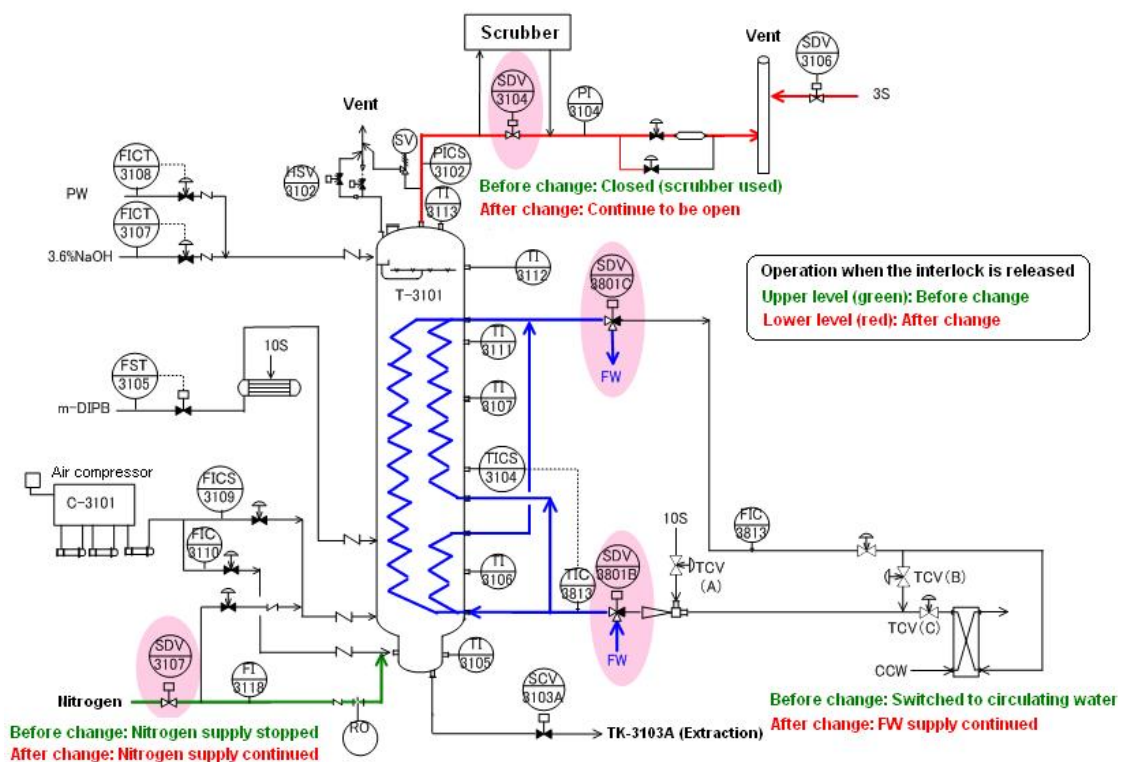 Scrubber
Vent
SDV
3106
SDV
3104
PI
3104
3S
Vent
SV
PICS
3102
FICT
3108
HSV
3102
TI
3113
Before change: Closed (scrubber used)
After change: Continue to be open
PW
FICT
3107
3.6%NaOH
TI
3112
SDV
3801C
Operation when the interlock is released
Upper level (green): Before change
Lower level (red): After change
T-3101
TI
3111
10S
FST
3105
FW
m-DIPB
TI
3107
Air compressor
C-3101
FICS
3109
TICS
3104
FIC
3110
10S
FIC
3813
TI
3106
TIC
3813
SDV
3801B
TCV
(A)
TCV(B)
TCV(C)
SDV
3107
FI
3118
TI
3105
FW
CCW
Nitrogen
SCV
3103A
RO
Before change: Nitrogen supply stopped
After change: Nitrogen supply continued
TK-3103A (Extraction)
Before change: Switched to circulating water
After change: FW supply continued